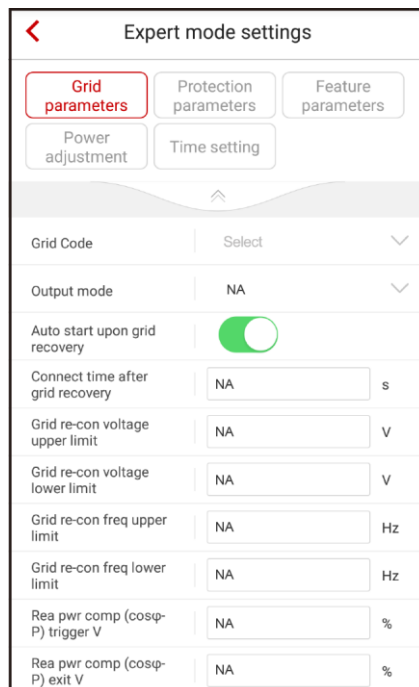 Expert mode settings
Grid
parameters
Protection
parameters
Feature
parameters
Power
adjustment
Time setting
Grid Code
Select
Output mode
NA
Auto start upon grid
recovery
Connect time after
grid recovery
NA
s
Grid re-con voltage
upper limit
NA
V
Grid re-con voltage
lower limit
NA
V
Grid re-con freq upper
limit
NA
Hz
Grid re-con freq lower
limit
NA
Hz
Rea pwr comp (cosφ-
P) trigger V
NA
%
Rea pwr comp (cosφ-
P) exit V
NA
%